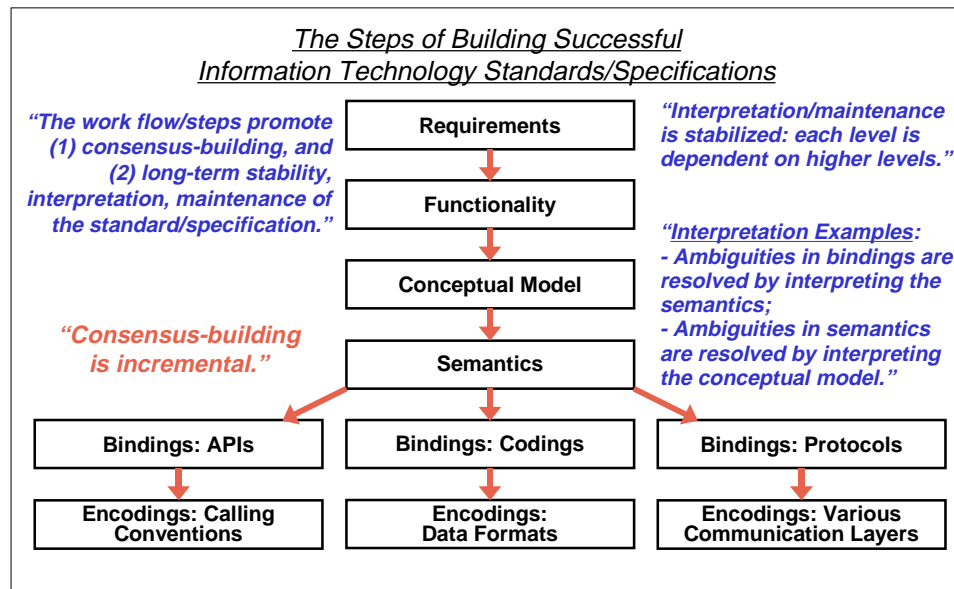 The Steps of Building Successful
Information Technology Standards/Specifications
“The work flow/steps promote
(1) consensus-building, and
(2) long-term stability,
interpretation, maintenance of
the standard/specification.”
Requirements
“Interpretation/maintenance
is stabilized: each level is
dependent on higher levels.”
Functionality
“Interpretation Examples:
- Ambiguities in bindings are
resolved by interpreting the
semantics;
- Ambiguities in semantics
are resolved by interpreting
the conceptual model.”
Conceptual Model
“Consensus-building
is incremental.”
Semantics
Bindings: APIs
Bindings: Codings
Bindings: Protocols
Encodings: Calling
Conventions
Encodings:
Data Formats
Encodings: Various
Communication Layers